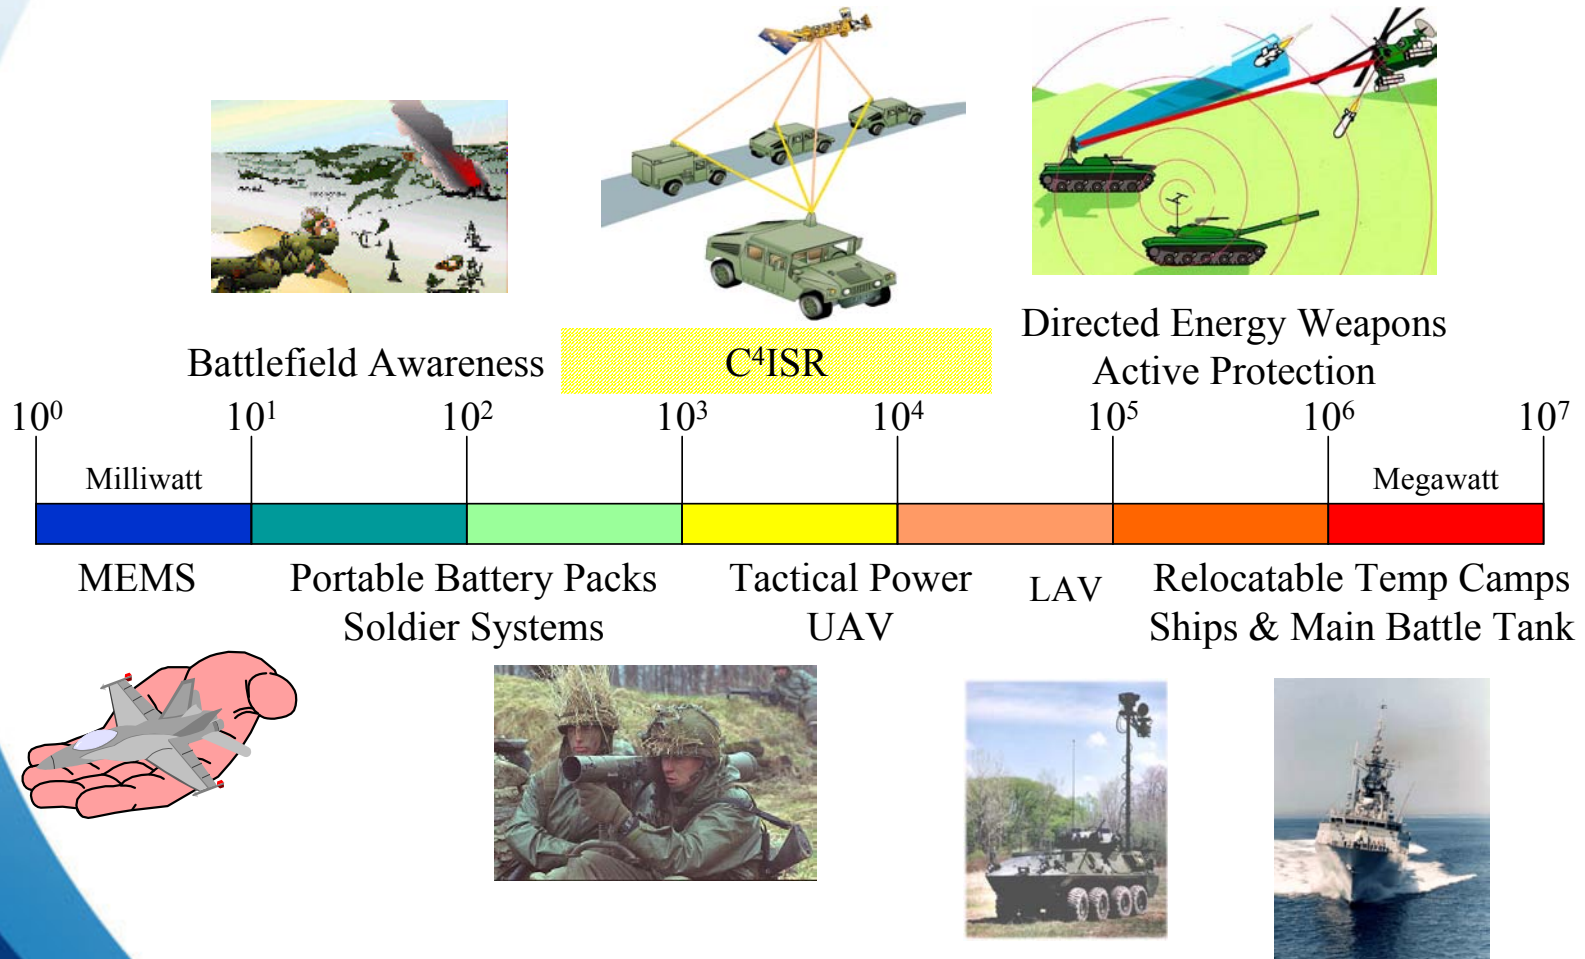 Battlefield Awareness
C⁴ISR
Directed Energy Weapons
Active Protection
10⁰ 10¹ 10² 10³ 10⁴ 10⁵ 10⁶ 10⁷
Milliwatt Megawatt
MEMS
Portable Battery Packs
Soldier Systems
Tactical Power
UAV
LAV
Relocatable Temp Camps
Ships & Main Battle Tank